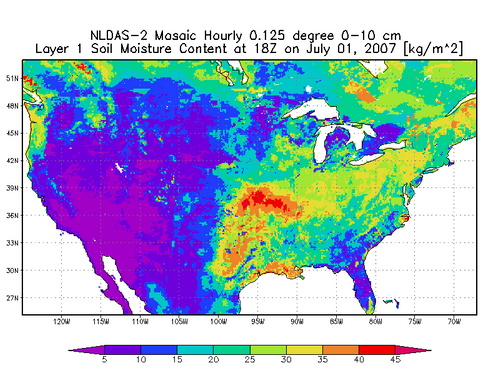 NLDAS-2 Mosaic Hourly 0.125 degree 0-10 cm
Layer 1 Soil Moisture Content at 18Z on July 01, 2007 [kg/m^2]
51N
48N
45N
42N
39N
36N
33N
30N
27N
120W 115W 110W 105W 100W 95W 90W 85W 80W 75W 70W
5 10 15 20 25 30 35 40 45